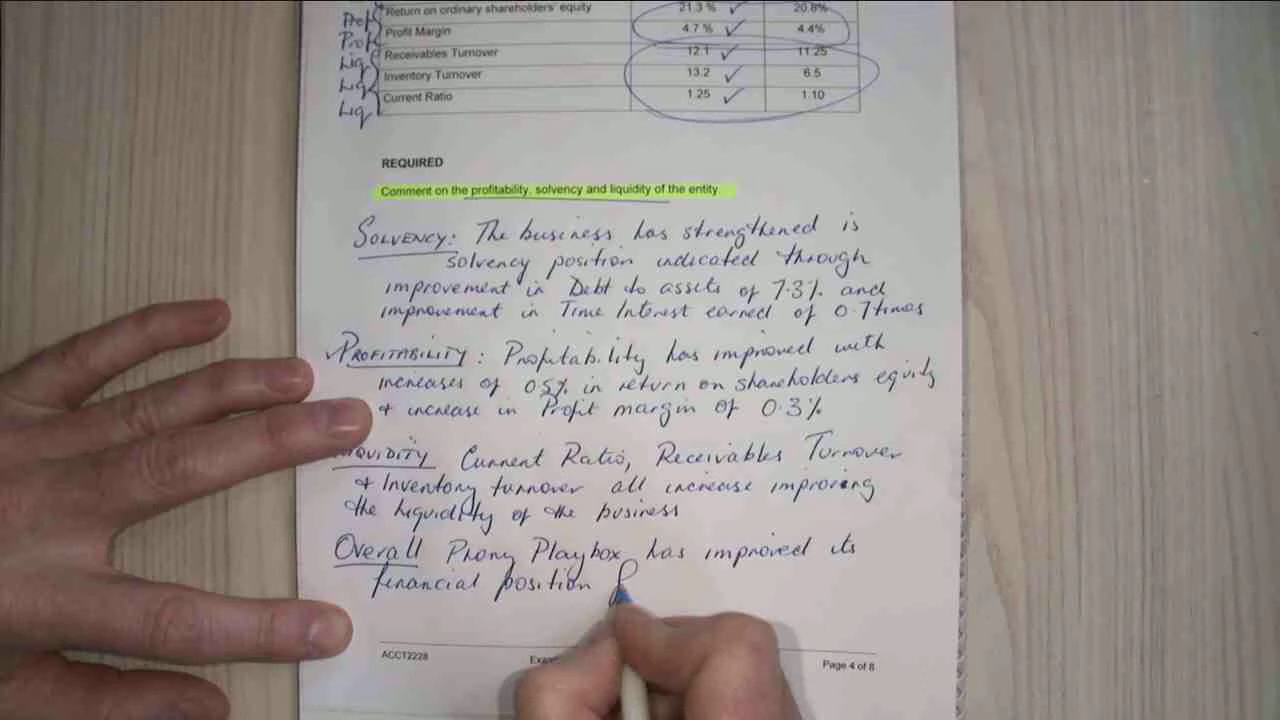 Prof Return on ordinary shareholders' equity 21.3 % ✓ 20.8%
Prof Profit Margin 4.7 % ✓ 4.4%
Liq Receivables Turnover 12.1 ✓ 11.25
Liq Inventory Turnover 13.2 ✓ 6.5
Liq Current Ratio 1.25 ✓ 1.10
REQUIRED
Comment on the profitability, solvency and liquidity of the entity
SOLVENCY: The business has strengthened is
solvency position indicated through
improvement in Debt to assets of 7.3% and
improvement in Time Interest earned of 0.7 times
PROFITABILITY: Profitability has improved with
increases of 0.5% in return on shareholders equity
+ increase in Profit margin of 0.3%
Current Ratio, Receivables Turnover
+ Inventory turnover all increase improving
the liquidity of the business
Overall Phony Playbox has improved its
financial position
ACCT2228
Page 4 of 8